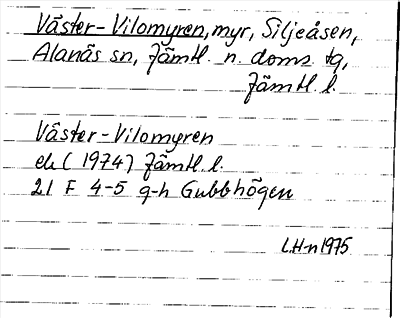 Väster-Vilomyren, myr, Siljeåsen,
Alanäs sn, Jämtl. n. doms. tg,
Jämtl. l.
Väster-Vilomyren
ek (1974) Jämtl. l.
21 F 4-5 g-h Gubbhögen
L.H-n 1975